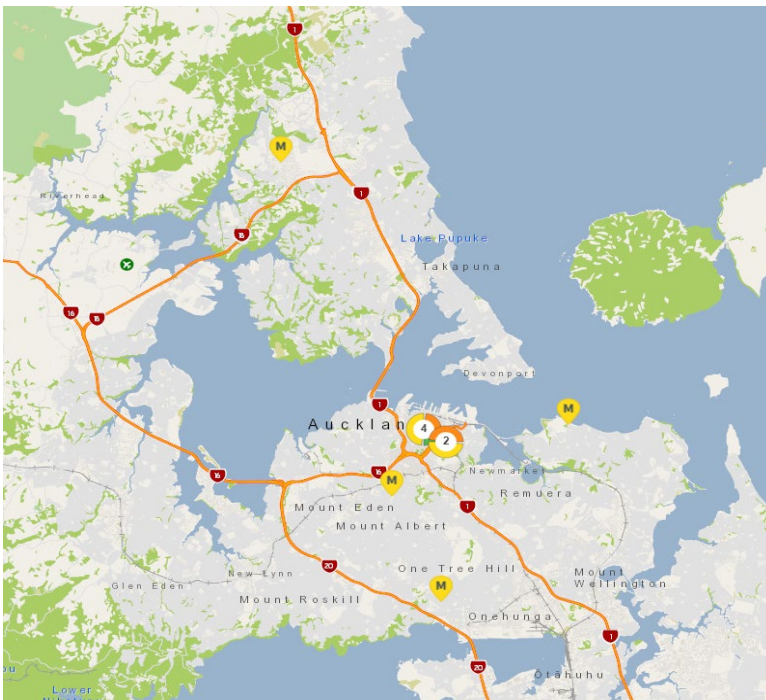 1
M
Riverhead
1
18
Lake Pupuke
Takapuna
16
18
Devonport
1
M
Aucklan
4
2
Newmarket
16
16
M
Remuera
Mount Eden
1
Mount Albert
20
One Tree Hill
Mount
Wellington
New Lynn
Glen Eden
M
Mount Roskill
Onehunga
1
20
Ōtāhuhu
ou
Lower